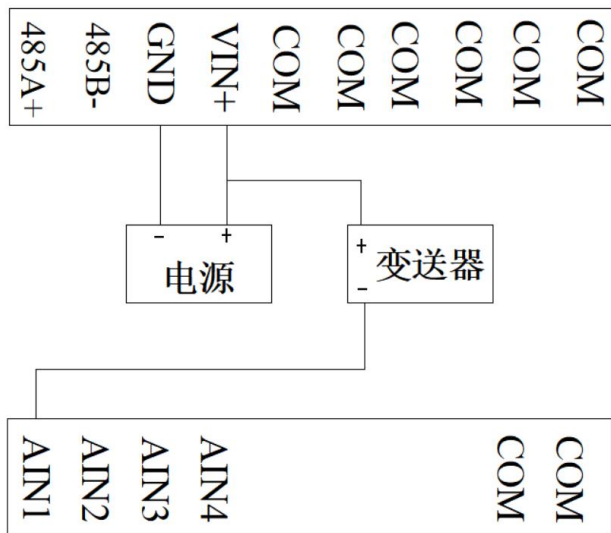 485A+
485B-
GND
VIN+
COM
COM
COM
COM
COM
COM
- +
电源
+
-
变送器
AIN1
AIN2
AIN3
AIN4
COM
COM